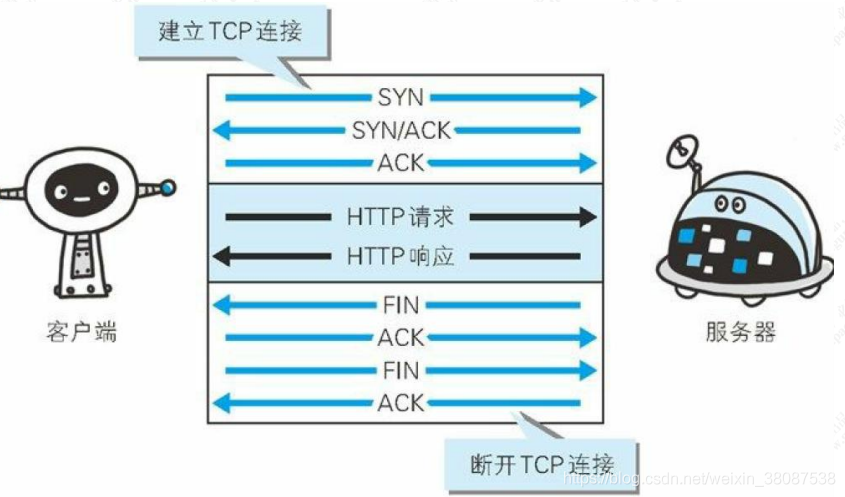 建立TCP连接
SYN
SYN/ACK
ACK
HTTP请求
HTTP响应
FIN
ACK
FIN
ACK
客户端
服务器
断开TCP连接
https://blog.csdn.net/weixin_38087538